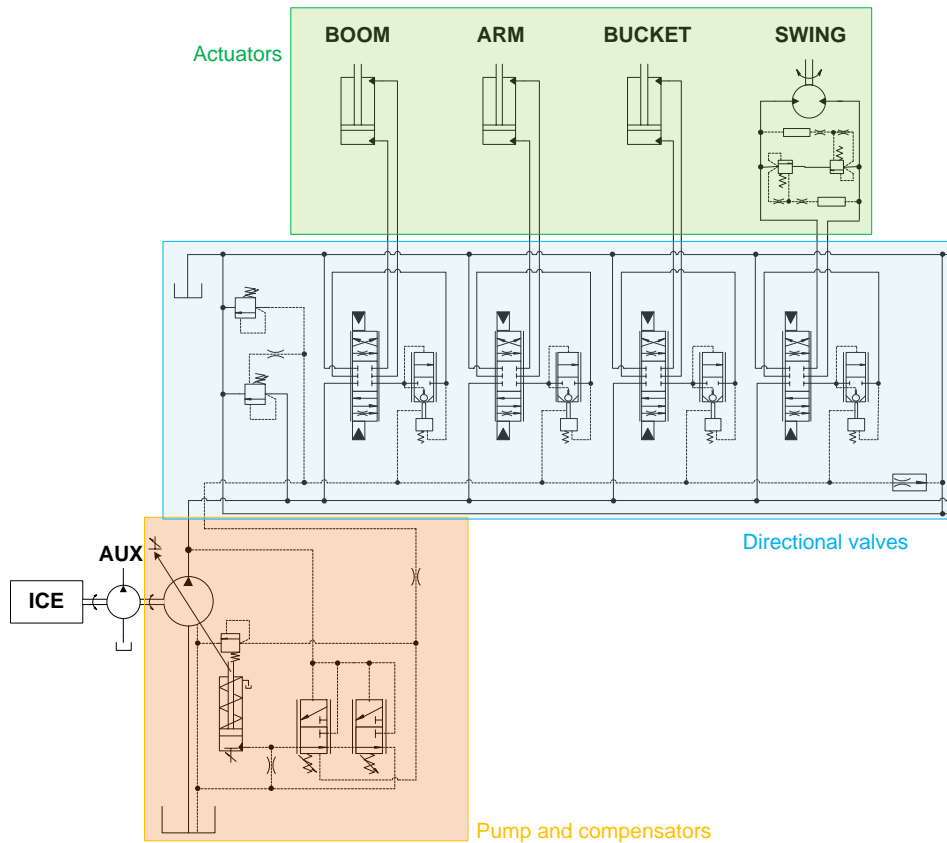 Actuators
BOOM
ARM
BUCKET
SWING
Directional valves
AUX
ICE
Pump and compensators